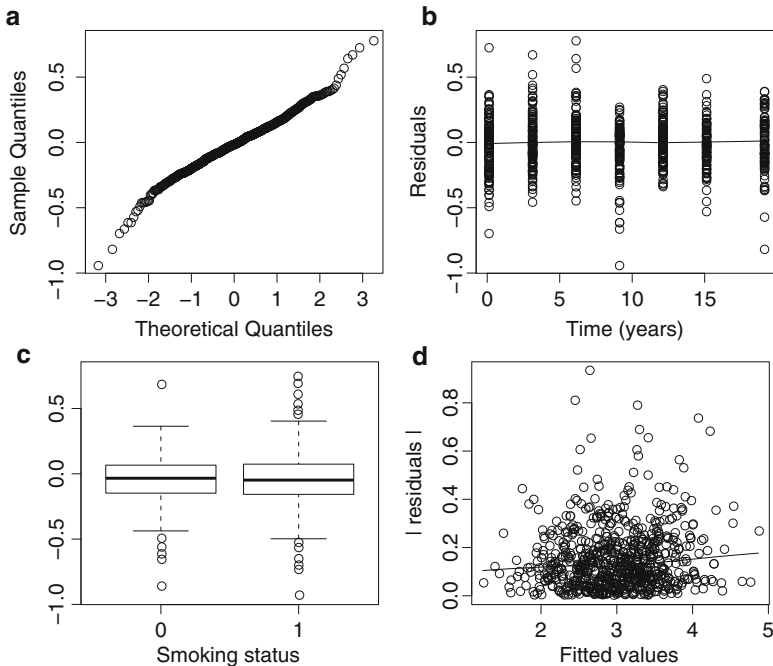 a
Sample Quantiles
0.5
0.0
−0.5
−1.0
−3 −2 −1 0 1 2 3
Theoretical Quantiles
b
Residuals
0.5
0.0
−0.5
−1.0
0 5 10 15
Time (years)
c
0.5
0.0
−0.5
−1.0
0 1
Smoking status
d
| residuals |
0.8
0.6
0.4
0.2
0.0
2 3 4 5
Fitted values